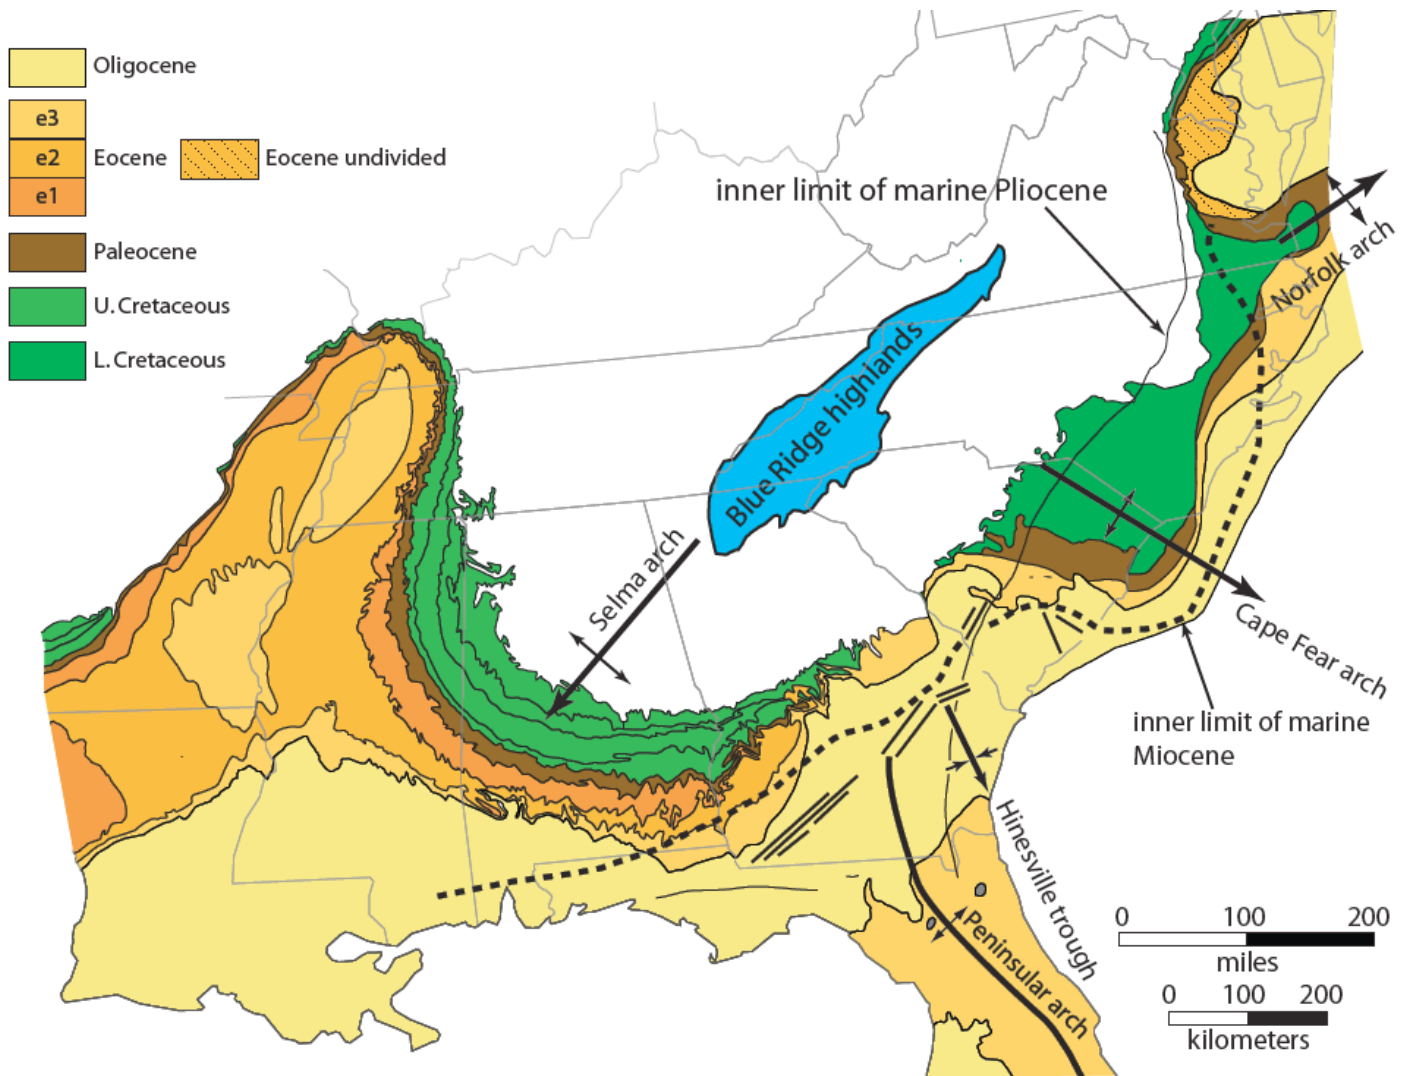 Oligocene
e3
e2
Eocene
Eocene undivided
e1
Paleocene
U. Cretaceous
L. Cretaceous
inner limit of marine Pliocene
Norfolk arch
Blue Ridge highlands
Selma arch
Cape Fear arch
inner limit of marine
Miocene
Hinesville trough
Peninsular arch
0 100 200
miles
0 100 200
kilometers